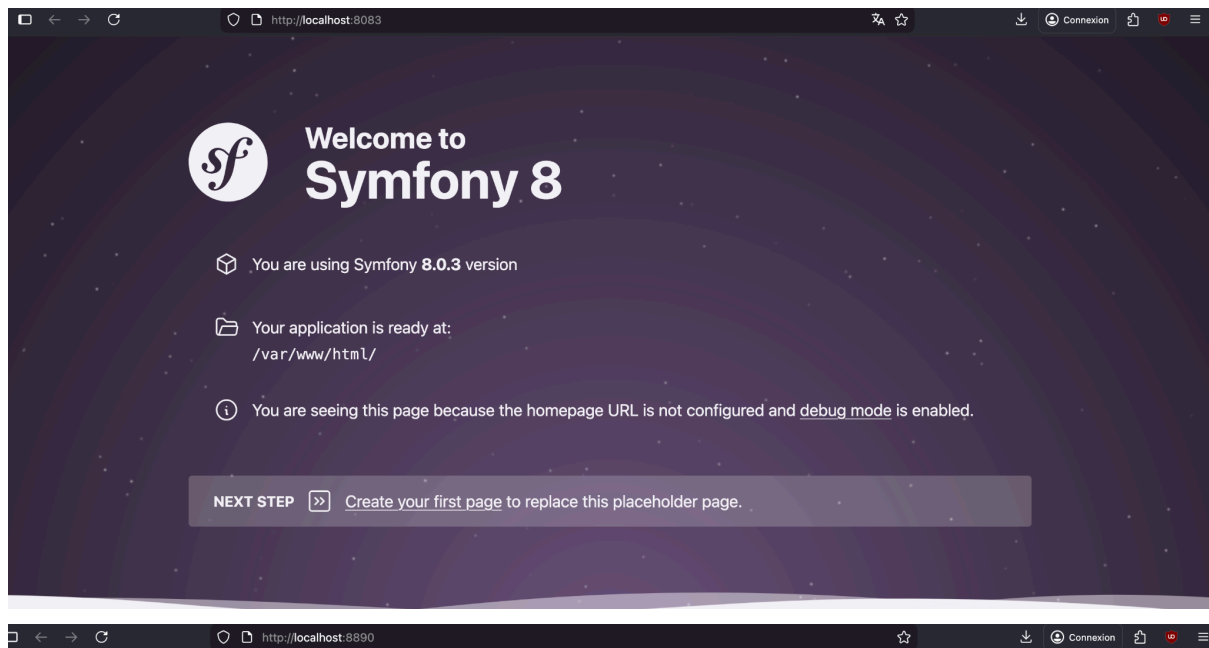 http://localhost:8083
Connexion
sf
Welcome to
Symfony 8
You are using Symfony 8.0.3 version
Your application is ready at:
/var/www/html/
You are seeing this page because the homepage URL is not configured and debug mode is enabled.
NEXT STEP Create your first page to replace this placeholder page.
http://localhost:8890
Connexion